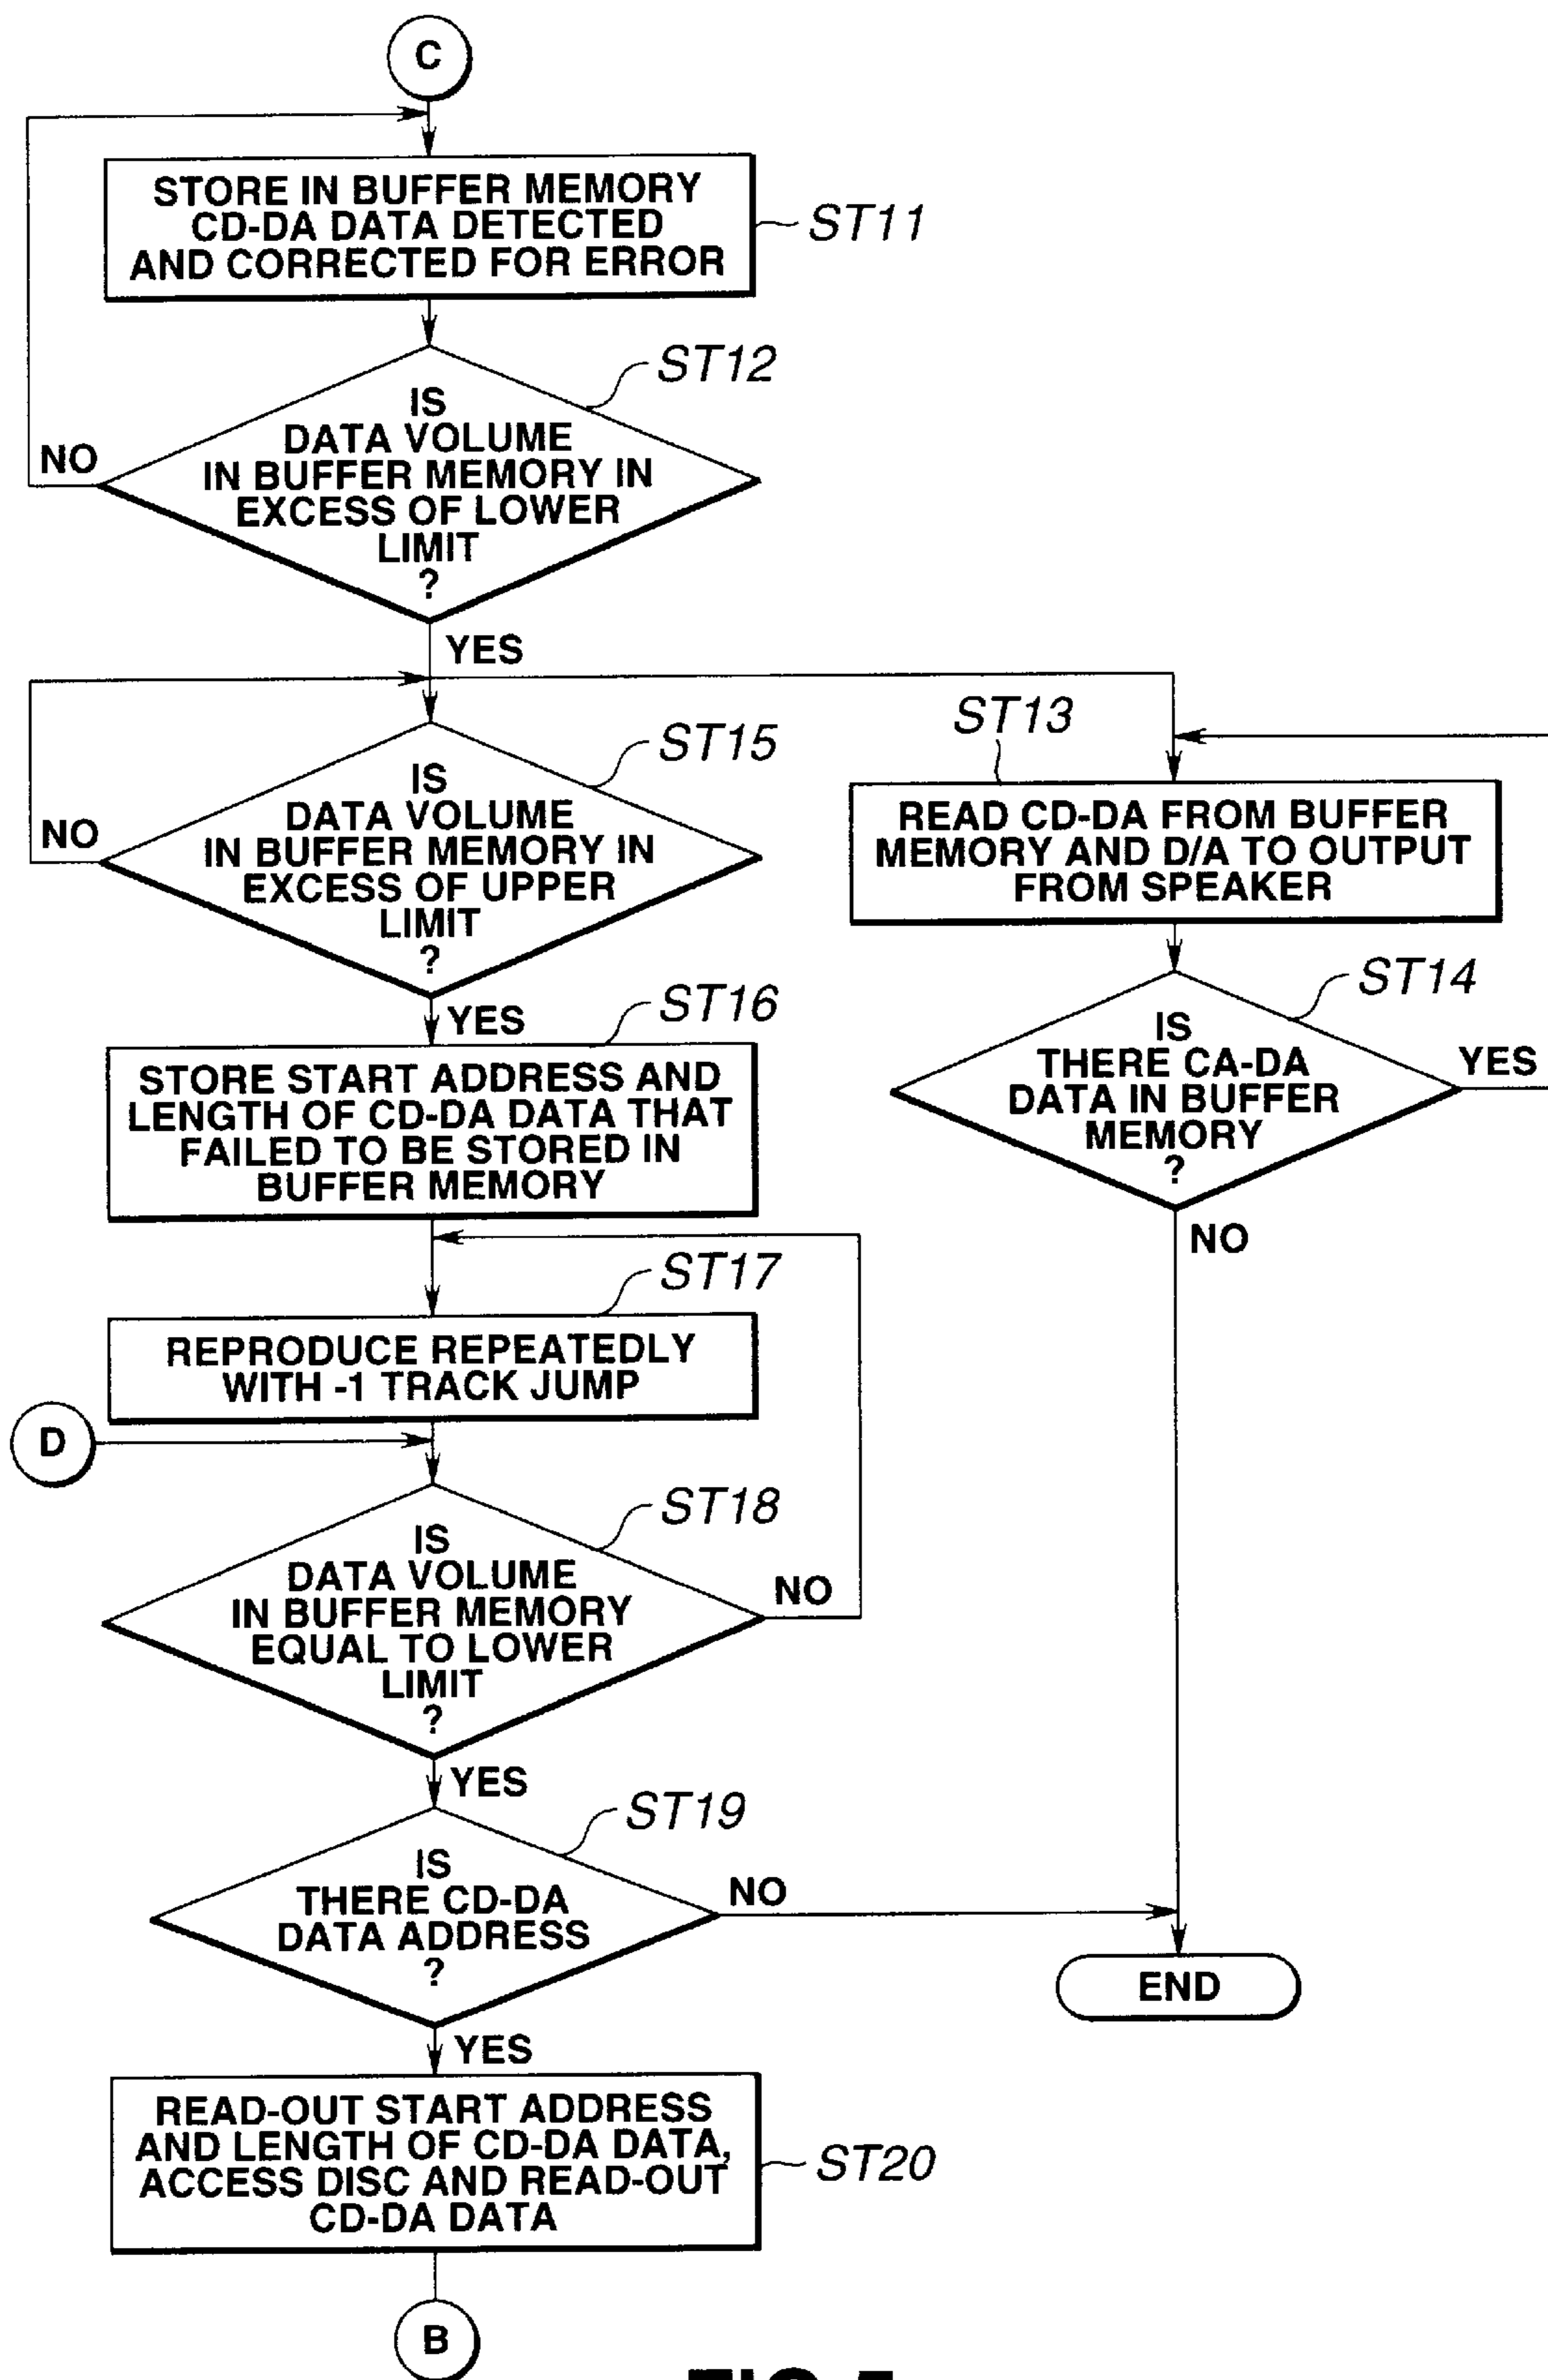 C
STORE IN BUFFER MEMORY
CD-DA DATA DETECTED
AND CORRECTED FOR ERROR
ST11
ST12
IS
DATA VOLUME
IN BUFFER MEMORY IN
EXCESS OF LOWER
LIMIT
?
NO
YES
ST15
IS
DATA VOLUME
IN BUFFER MEMORY IN
EXCESS OF UPPER
LIMIT
?
NO
YES
ST13
READ CD-DA FROM BUFFER
MEMORY AND D/A TO OUTPUT
FROM SPEAKER
ST14
IS
THERE CA-DA
DATA IN BUFFER
MEMORY
?
YES
NO
ST16
STORE START ADDRESS AND
LENGTH OF CD-DA DATA THAT
FAILED TO BE STORED IN
BUFFER MEMORY
ST17
REPRODUCE REPEATEDLY
WITH -1 TRACK JUMP
D
ST18
IS
DATA VOLUME
IN BUFFER MEMORY
EQUAL TO LOWER
LIMIT
?
NO
YES
ST19
IS
THERE CD-DA
DATA ADDRESS
?
NO
YES
END
READ-OUT START ADDRESS
AND LENGTH OF CD-DA DATA,
ACCESS DISC AND READ-OUT
CD-DA DATA
ST20
B